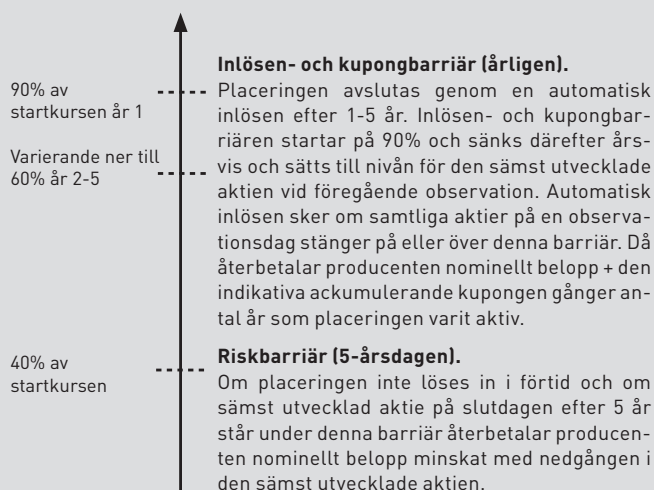 Inlösen- och kupongbarriär (årligen).
90% av
startkursen år 1
Placeringen avslutas genom en automatisk
inlösen efter 1-5 år. Inlösen- och kupongbar-
riären startar på 90% och sänks därefter års-
Varierande ner till
60% år 2-5
vis och sätts till nivån för den sämst utvecklade
aktien vid föregående observation. Automatisk
inlösen sker om samtliga aktier på en observa-
tionsdag stänger på eller över denna barriär. Då
återbetalar producenten nominellt belopp + den
indikativa ackumulerande kupongen gånger an-
tal år som placeringen varit aktiv.
40% av
startkursen
Riskbarriär (5-årsdagen).
Om placeringen inte löses in i förtid och om
sämst utvecklad aktie på slutdagen efter 5 år
står under denna barriär återbetalar producen-
ten nominellt belopp minskat med nedgången i
den sämst utvecklade aktien.